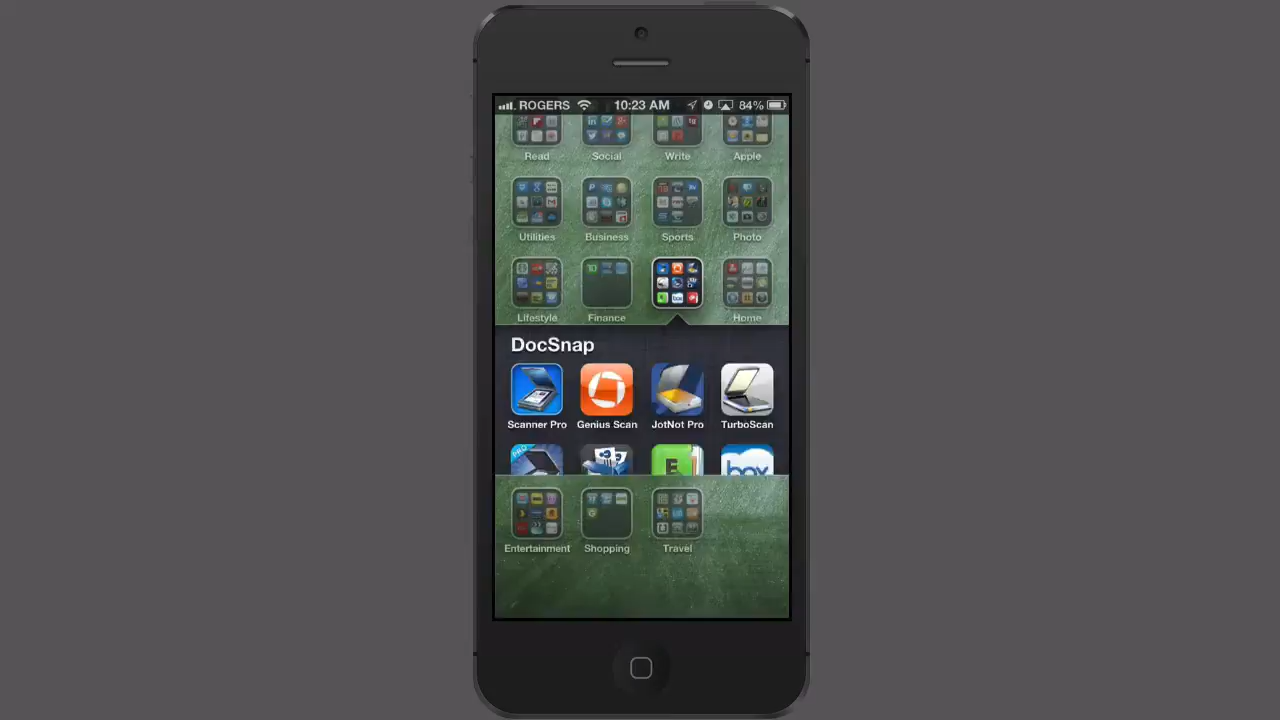 ROGERS 10:23 AM 84%
Read Social Write Apple
Utilities Business Sports Photo
Lifestyle Finance Home
DocSnap
Scanner Pro Genius Scan JotNot Pro TurboScan
PRO E box
Entertainment Shopping Travel